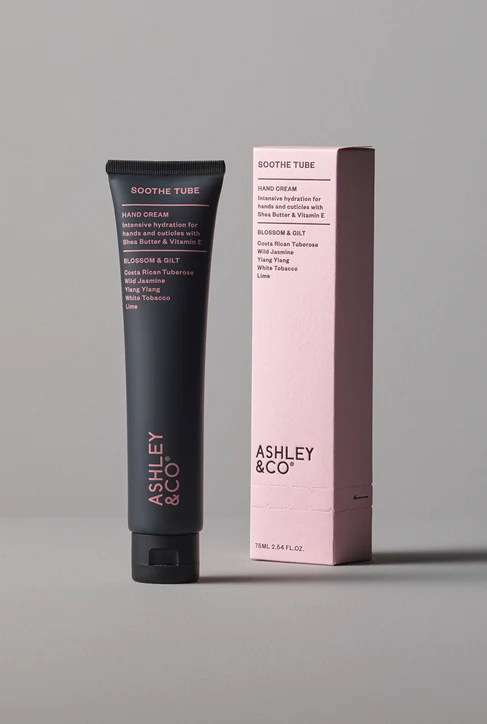 SOOTHE TUBE
HAND CREAM
Intensive hydration for
hands and cuticles with
Shea Butter & Vitamin E
BLOSSOM & GILT
Costa Rican Tuberose
Wild Jasmine
Ylang Ylang
White Tobacco
Lime
ASHLEY
&CO®
SOOTHE TUBE
HAND CREAM
Intensive hydration for
hands and cuticles with
Shea Butter & Vitamin E
BLOSSOM & GILT
Costa Rican Tuberose
Wild Jasmine
Ylang Ylang
White Tobacco
Lime
ASHLEY
&CO®
75ML 2.54 FL.OZ.